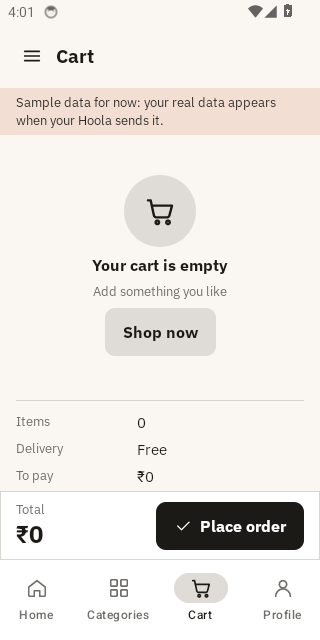 4:01
Cart
Sample data for now: your real data appears
when your Hoola sends it.
Your cart is empty
Add something you like
Shop now
Items 0
Delivery Free
To pay ₹0
Total
₹0
Place order
Home Categories Cart Profile